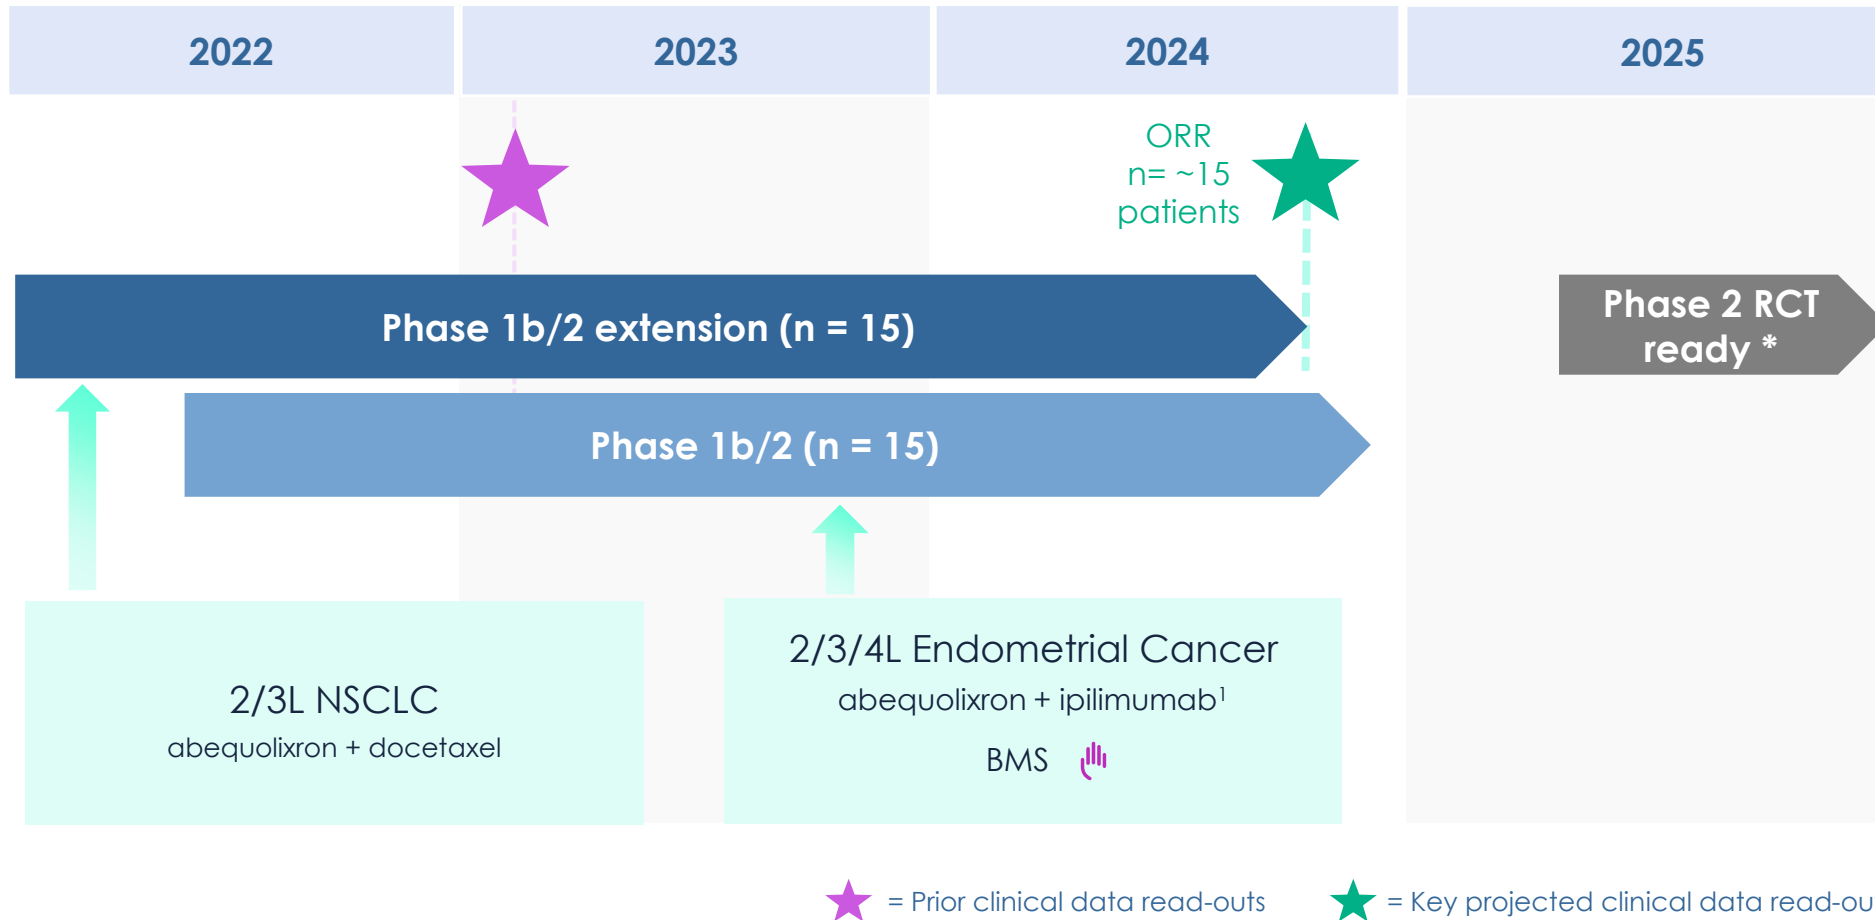 2022
2023
2024
2025
ORR
n= ~15
patients
Phase 1b/2 extension (n = 15)
Phase 2 RCT
ready *
Phase 1b/2 (n = 15)
2/3L NSCLC
abequolixron + docetaxel
2/3/4L Endometrial Cancer
abequolixron + ipilimumab¹
BMS
= Prior clinical data read-outs
= Key projected clinical data read-ou